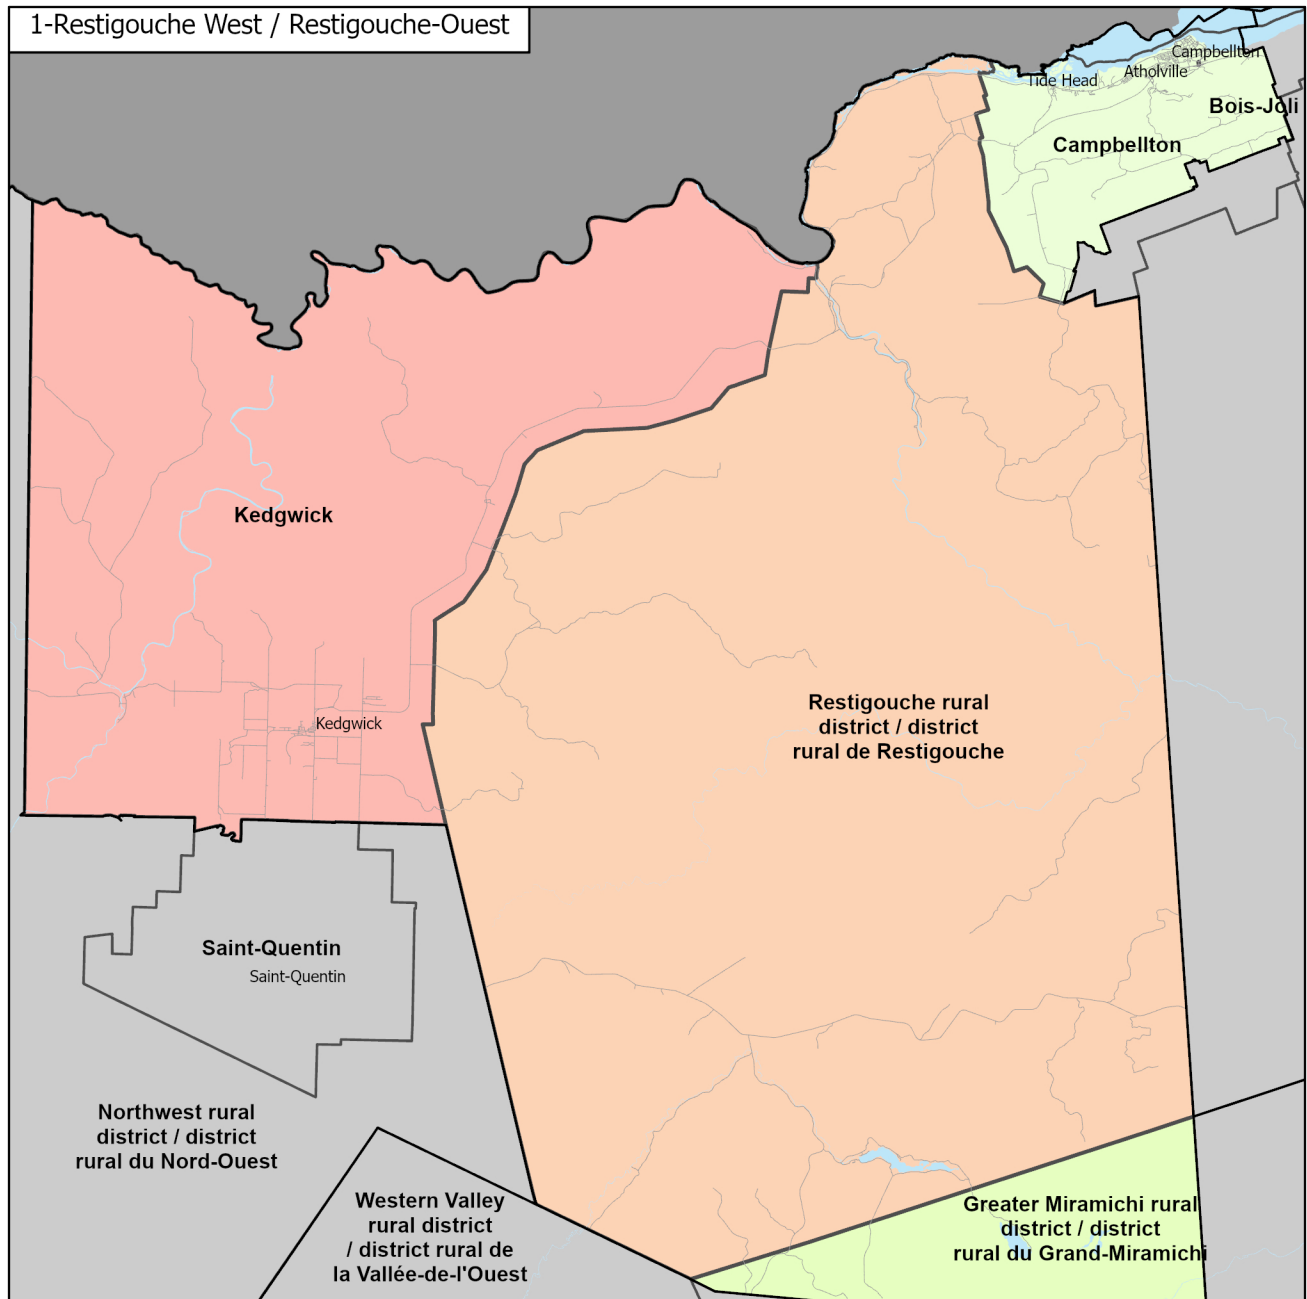 1-Restigouche West / Restigouche-Ouest
Campbellton
Atholville
Tide Head
Bois-Joli
Campbellton
Kedgwick
Restigouche rural
district / district
rural de Restigouche
Kedgwick
Saint-Quentin
Saint-Quentin
Northwest rural
district / district
rural du Nord-Ouest
Western Valley
rural district
/ district rural de
la Vallée-de-l'Ouest
Greater Miramichi rural
district / district
rural du Grand-Miramichi